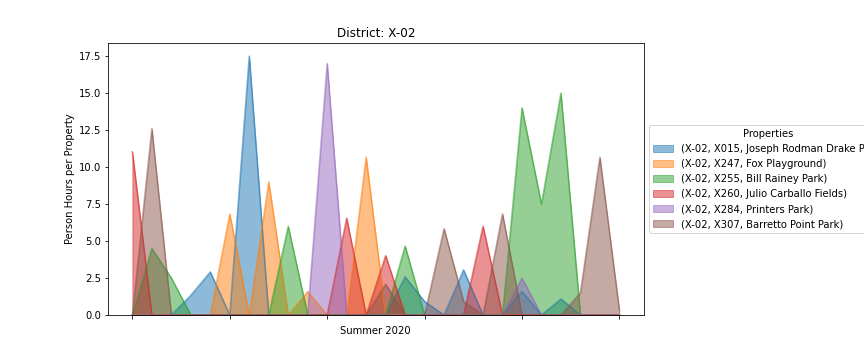 District: X-02
Person Hours per Property
17.5
15.0
12.5
10.0
7.5
5.0
2.5
0.0
Summer 2020
Properties
(X-02, X015, Joseph Rodman Drake P
(X-02, X247, Fox Playground)
(X-02, X255, Bill Rainey Park)
(X-02, X260, Julio Carballo Fields)
(X-02, X284, Printers Park)
(X-02, X307, Barretto Point Park)